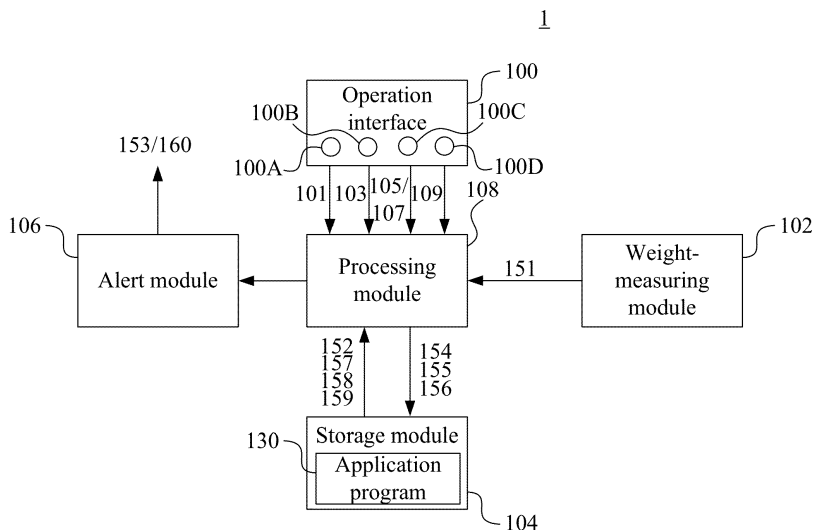 1
100
Operation
interface
100B
100C
100A
100D
153/160
101
103
105/
107
109
108
106
Alert module
Processing
module
151
102
Weight-
measuring
module
152
157
158
159
154
155
156
Storage module
130
Application
program
104